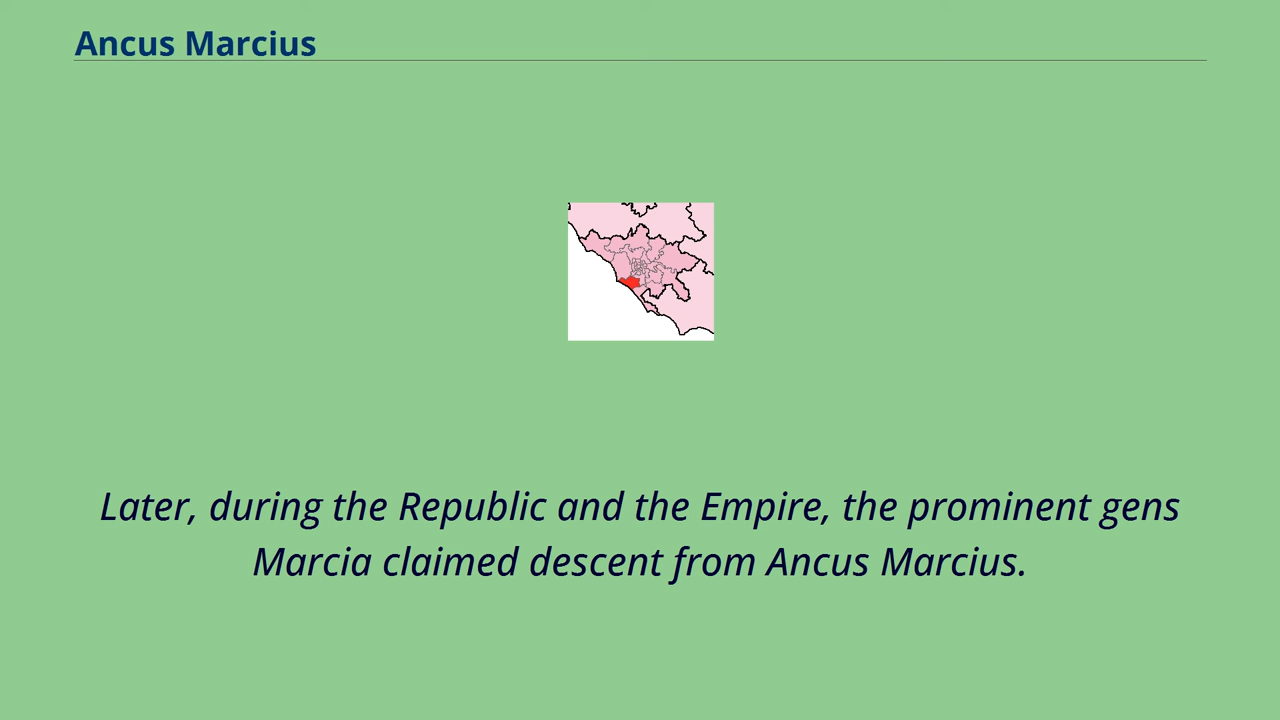 Ancus Marcius
Later, during the Republic and the Empire, the prominent gens
Marcia claimed descent from Ancus Marcius.